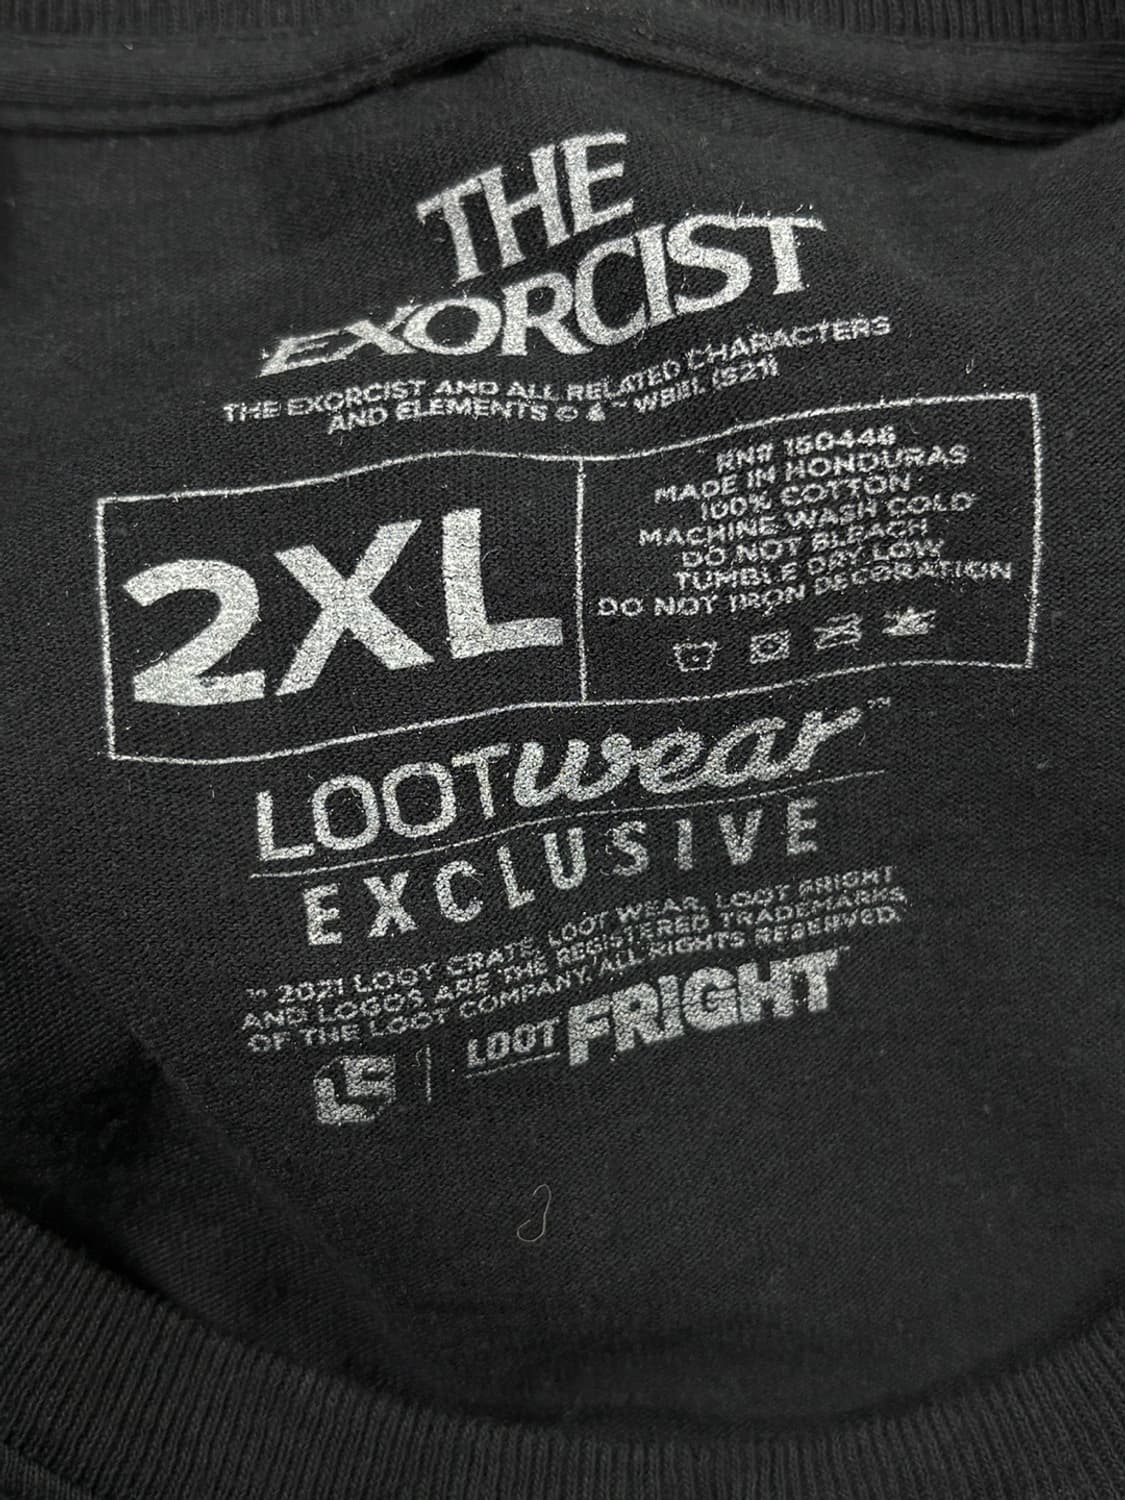 THE
EXORCIST
THE EXORCIST AND ALL RELATED CHARACTERS
AND ELEMENTS © & ™ WBEI. (S21)
2XL
RN# 150446
MADE IN HONDURAS
100% COTTON
MACHINE WASH COLD
DO NOT BLEACH
TUMBLE DRY LOW
DO NOT IRON DECORATION
LOOTwear™
EXCLUSIVE
™ 2021 LOOT CRATE, LOOT WEAR, LOOT FRIGHT
AND LOGOS ARE THE REGISTERED TRADEMARKS
OF THE LOOT COMPANY. ALL RIGHTS RESERVED.
LF | LOOT FRIGHT